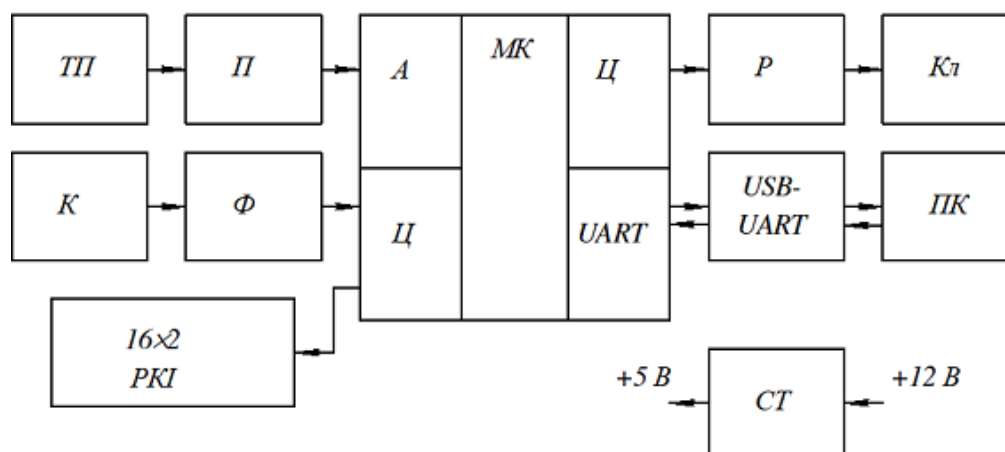 ТП
П
А
МК
Ц
Р
Кл
К
Ф
Ц
UART
USB-
UART
ПК
16×2
РКІ
+5 В
СТ
+12 В